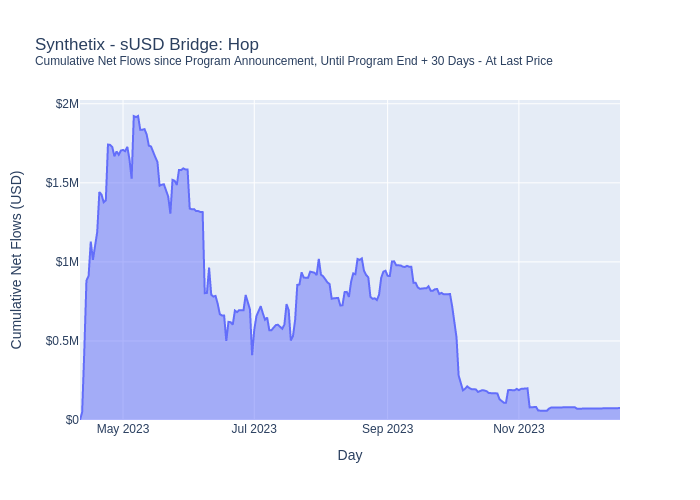 Synthetix - sUSD Bridge: Hop
Cumulative Net Flows since Program Announcement, Until Program End + 30 Days - At Last Price
$2M
$1.5M
$1M
$0.5M
$0
Cumulative Net Flows (USD)
May 2023
Jul 2023
Sep 2023
Nov 2023
Day